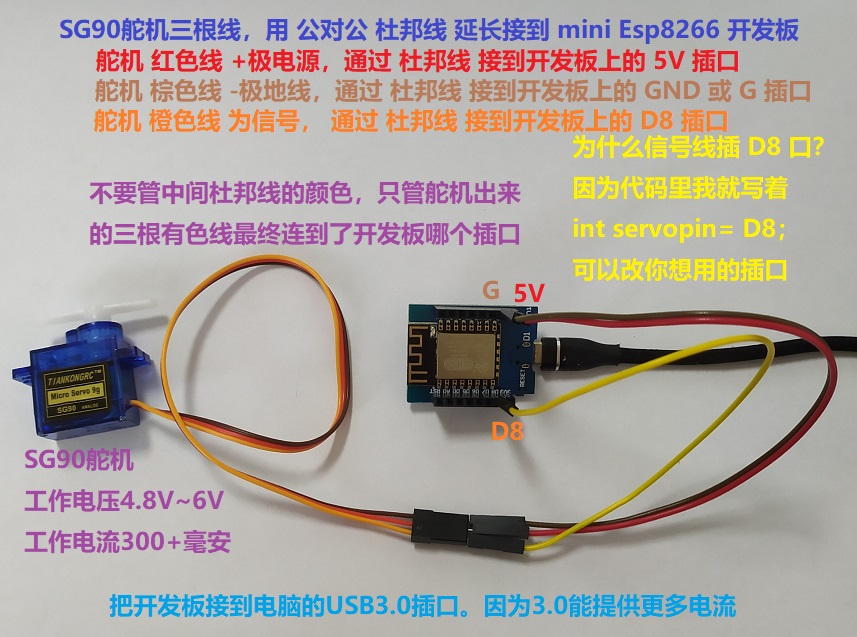 SG90舵机三根线，用 公对公 杜邦线 延长接到 mini Esp8266 开发板
舵机 红色线 +极电源，通过 杜邦线 接到开发板上的 5V 插口
舵机 棕色线 -极地线，通过 杜邦线 接到开发板上的 GND 或 G 插口
舵机 橙色线 为信号， 通过 杜邦线 接到开发板上的 D8 插口
为什么信号线插 D8 口?
因为代码里我就写着
int servopin= D8；
可以改你想用的插口
不要管中间杜邦线的颜色，只管舵机出来
的三根有色线最终连到了开发板哪个插口
G 5V
D1
RESET
TIANKONGRC™
Micro Servo 9g
SG90 ANALOG
D8
SG90舵机
工作电压4.8V~6V
工作电流300+毫安
把开发板接到电脑的USB3.0插口。因为3.0能提供更多电流